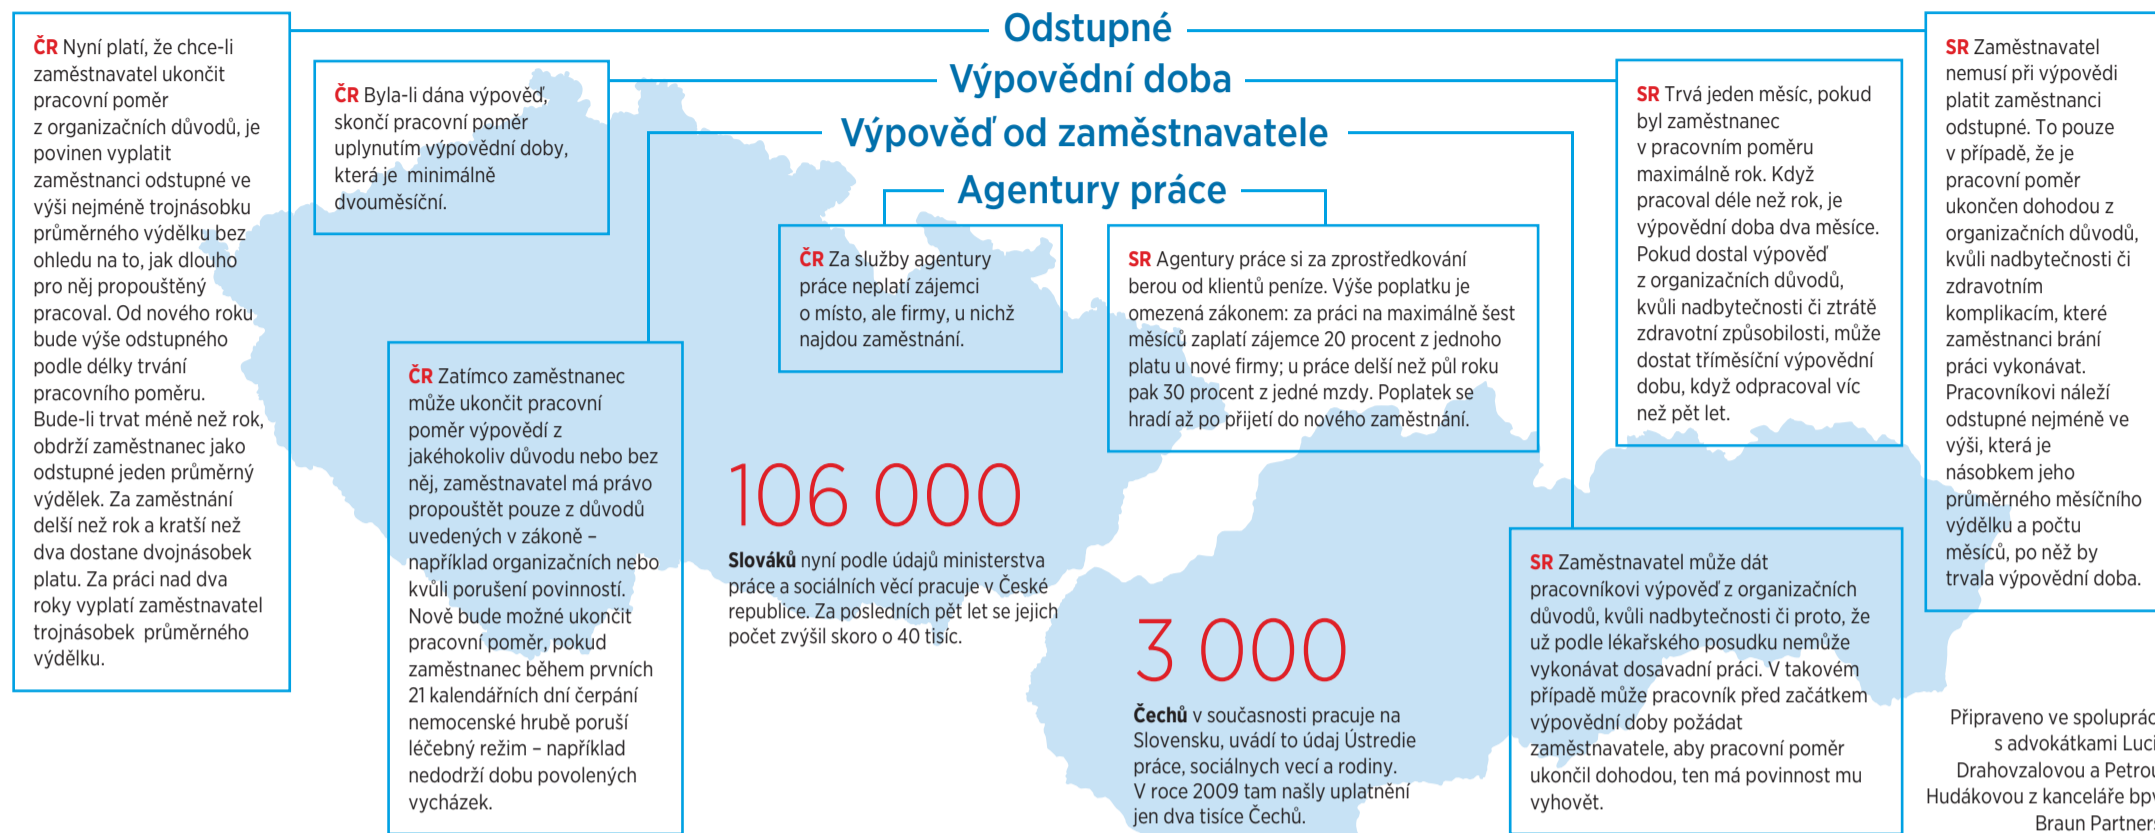 Odstupné
ČR Nyní platí, že chce-li
zaměstnavatel ukončit
pracovní poměr
z organizačních důvodů, je
povinen vyplatit
zaměstnanci odstupné ve
výši nejméně trojnásobku
průměrného výdělku bez
ohledu na to, jak dlouho
pro něj propouštěný
pracoval. Od nového roku
bude výše odstupného
podle délky trvání
pracovního poměru.
Bude-li trvat méně než rok,
obdrží zaměstnanec jako
odstupné jeden průměrný
výdělek. Za zaměstnání
delší než rok a kratší než
dva dostane dvojnásobek
platu. Za práci nad dva
roky vyplatí zaměstnavatel
trojnásobek průměrného
výdělku.
SR Zaměstnavatel
nemusí při výpovědi
platit zaměstnanci
odstupné. To pouze
v případě, že je
pracovní poměr
ukončen dohodou z
organizačních důvodů,
kvůli nadbytečnosti či
zdravotním
komplikacím, které
zaměstnanci brání
práci vykonávat.
Pracovníkovi náleží
odstupné nejméně ve
výši, která je
násobkem jeho
průměrného měsíčního
výdělku a počtu
měsíců, po něž by
trvala výpovědní doba.
Výpovědní doba
ČR Byla-li dána výpověď,
skončí pracovní poměr
uplynutím výpovědní doby,
která je minimálně
dvouměsíční.
SR Trvá jeden měsíc, pokud
byl zaměstnanec
v pracovním poměru
maximálně rok. Když
pracoval déle než rok, je
výpovědní doba dva měsíce.
Pokud dostal výpověď
z organizačních důvodů,
kvůli nadbytečnosti či ztrátě
zdravotní způsobilosti, může
dostat tříměsíční výpovědní
dobu, když odpracoval víc
než pět let.
Výpověď od zaměstnavatele
ČR Zatímco zaměstnanec
může ukončit pracovní
poměr výpovědí z
jakéhokoliv důvodu nebo bez
něj, zaměstnavatel má právo
propouštět pouze z důvodů
uvedených v zákoně –
například organizačních nebo
kvůli porušení povinností.
Nově bude možné ukončit
pracovní poměr, pokud
zaměstnanec během prvních
21 kalendářních dní čerpání
nemocenské hrubě poruší
léčebný režim – například
nedodrží dobu povolených
vycházek.
SR Zaměstnavatel může dát
pracovníkovi výpověď z organizačních
důvodů, kvůli nadbytečnosti či proto, že
už podle lékařského posudku nemůže
vykonávat dosavadní práci. V takovém
případě může pracovník před začátkem
výpovědní doby požádat
zaměstnavatele, aby pracovní poměr
ukončil dohodou, ten má povinnost mu
vyhovět.
Agentury práce
ČR Za služby agentury
práce neplatí zájemci
o místo, ale firmy, u nichž
najdou zaměstnání.
SR Agentury práce si za zprostředkování
berou od klientů peníze. Výše poplatku je
omezená zákonem: za práci na maximálně šest
měsíců zaplatí zájemce 20 procent z jednoho
platu u nové firmy; u práce delší než půl roku
pak 30 procent z jedné mzdy. Poplatek se
hradí až po přijetí do nového zaměstnání.
106 000
Slováků nyní podle údajů ministerstva
práce a sociálních věcí pracuje v České
republice. Za posledních pět let se jejich
počet zvýšil skoro o 40 tisíc.
3 000
Čechů v současnosti pracuje na
Slovensku, uvádí to údaj Ústredie
práce, sociálnych vecí a rodiny.
V roce 2009 tam našly uplatnění
jen dva tisíce Čechů.
Připraveno ve spoluprác
s advokátkami Luci
Drahovzalovou a Petrou
Hudákovou z kanceláře bpv
Braun Partners